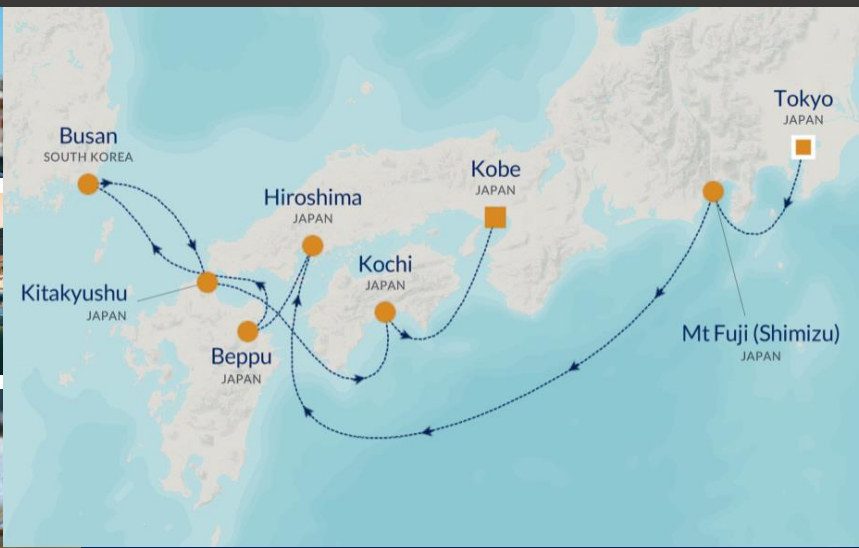 Tokyo
JAPAN
Busan
SOUTH KOREA
Kobe
JAPAN
Hiroshima
JAPAN
Kochi
JAPAN
Kitakyushu
JAPAN
Mt Fuji (Shimizu)
JAPAN
Beppu
JAPAN